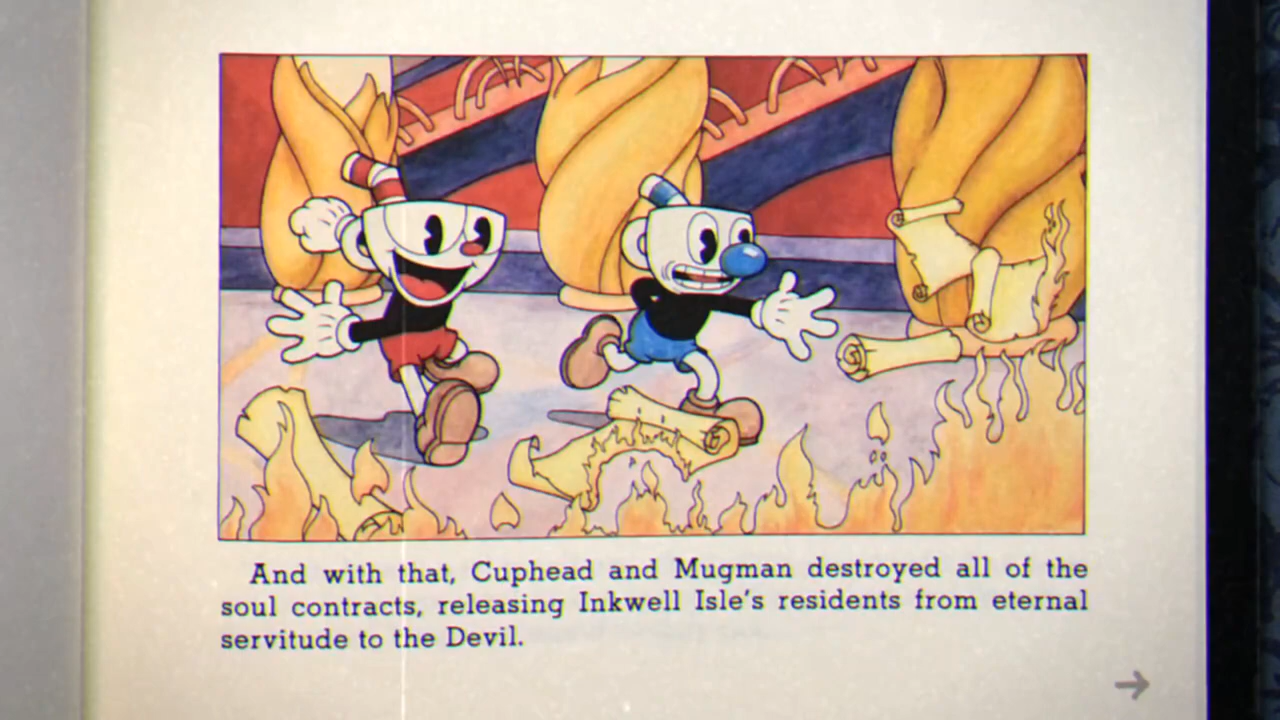 And with that, Cuphead and Mugman destroyed all of the
soul contracts, releasing Inkwell Isle's residents from eternal
servitude to the Devil.